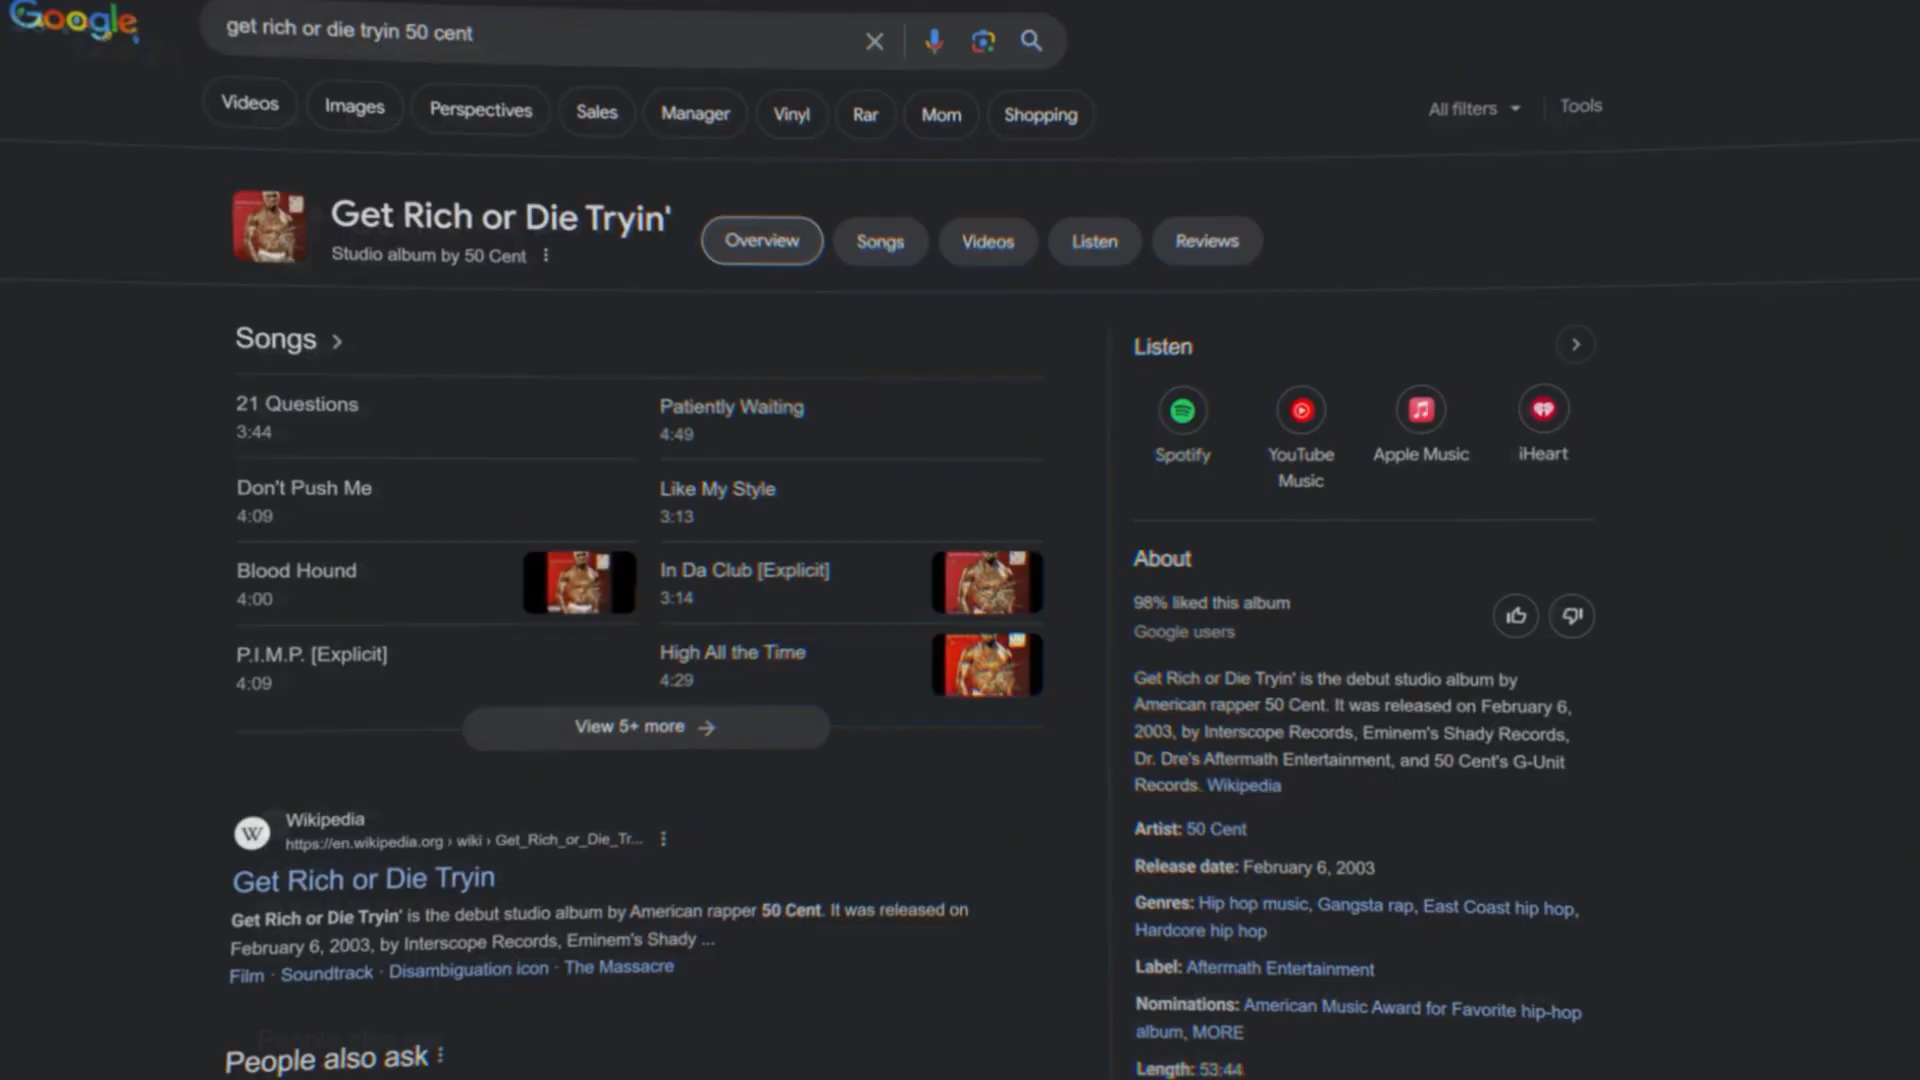 Google
get rich or die tryin 50 cent
Videos
Images
Perspectives
Sales
Manager
Vinyl
Rar
Mom
Shopping
All filters
Tools
Get Rich or Die Tryin'
Studio album by 50 Cent
Overview
Songs
Videos
Listen
Reviews
Songs
21 Questions
3:44
Patiently Waiting
4:49
Don't Push Me
4:09
Like My Style
3:13
Blood Hound
4:00
In Da Club [Explicit]
3:14
P.I.M.P. [Explicit]
4:09
High All the Time
4:29
View 5+ more
W
Wikipedia
https://en.wikipedia.org › wiki › Get_Rich_or_Die_Tr...
Get Rich or Die Tryin
Get Rich or Die Tryin' is the debut studio album by American rapper 50 Cent. It was released on
February 6, 2003, by Interscope Records, Eminem's Shady ...
Film · Soundtrack · Disambiguation icon · The Massacre
People also ask
Listen
Spotify
YouTube
Music
Apple Music
iHeart
About
98% liked this album
Google users
Get Rich or Die Tryin' is the debut studio album by
American rapper 50 Cent. It was released on February 6,
2003, by Interscope Records, Eminem's Shady Records,
Dr. Dre's Aftermath Entertainment, and 50 Cent's G-Unit
Records. Wikipedia
Artist: 50 Cent
Release date: February 6, 2003
Genres: Hip hop music, Gangsta rap, East Coast hip hop,
Hardcore hip hop
Label: Aftermath Entertainment
Nominations: American Music Award for Favorite hip-hop
album, MORE
Length: 53:44